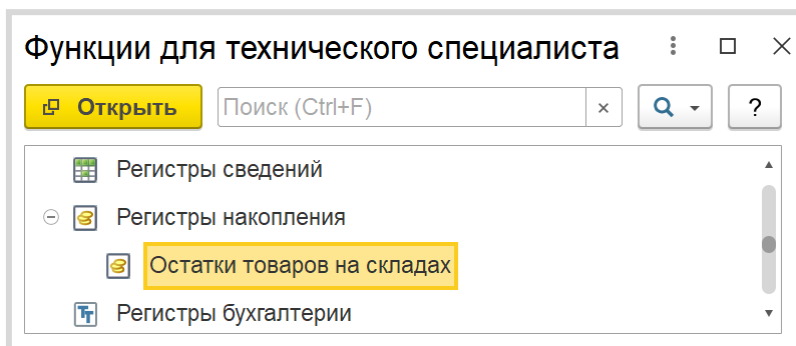 Функции для технического специалиста
Открыть Поиск (Ctrl+F) × ?
Регистры сведений
Регистры накопления
Остатки товаров на складах
Регистры бухгалтерии